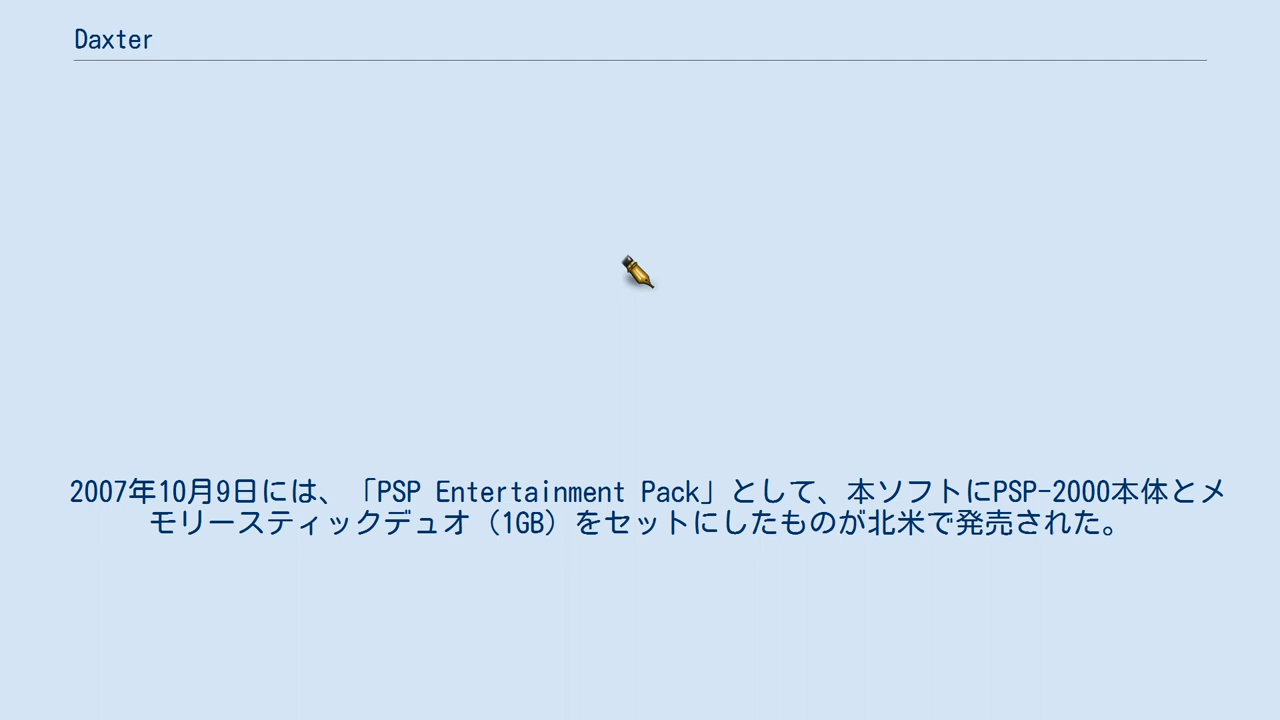 Daxter
2007年10月9日には、「PSP Entertainment Pack」として、本ソフトにPSP-2000本体とメ
モリースティックデュオ（1GB）をセットにしたものが北米で発売された。